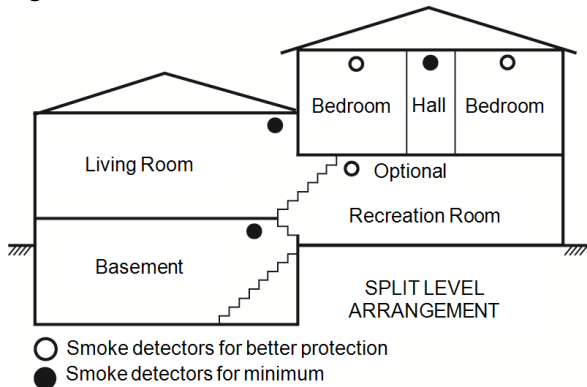 Bedroom
Hall
Bedroom
Living Room
Optional
Recreation Room
Basement
SPLIT LEVEL
ARRANGEMENT
Smoke detectors for better protection
Smoke detectors for minimum